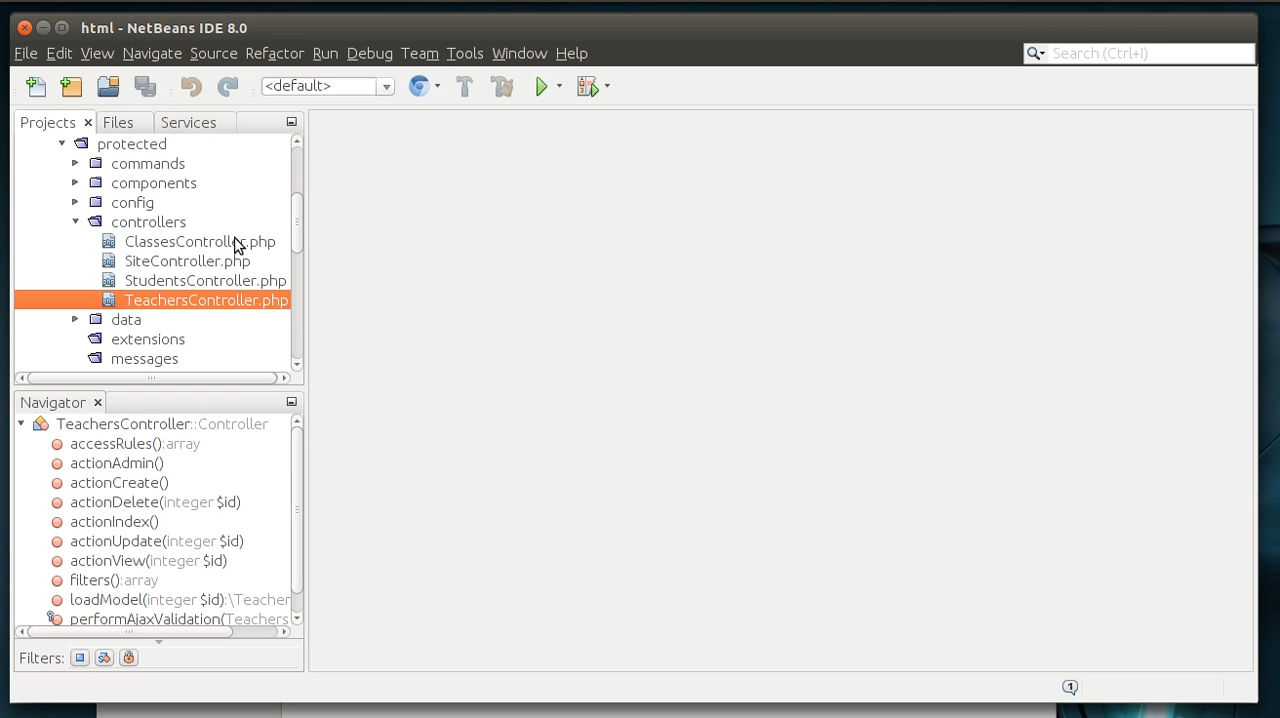 html - NetBeans IDE 8.0
File Edit View Navigate Source Refactor Run Debug Team Tools Window Help
Search (Ctrl+I)
<default>
Projects Files Services
protected
commands
components
config
controllers
ClassesController.php
SiteController.php
StudentsController.php
TeachersController.php
data
extensions
messages
Navigator
TeachersController::Controller
accessRules():array
actionAdmin()
actionCreate()
actionDelete(integer $id)
actionIndex()
actionUpdate(integer $id)
actionView(integer $id)
filters():array
loadModel(integer $id):\Teacher
performAjaxValidation(Teachers
Filters:
1